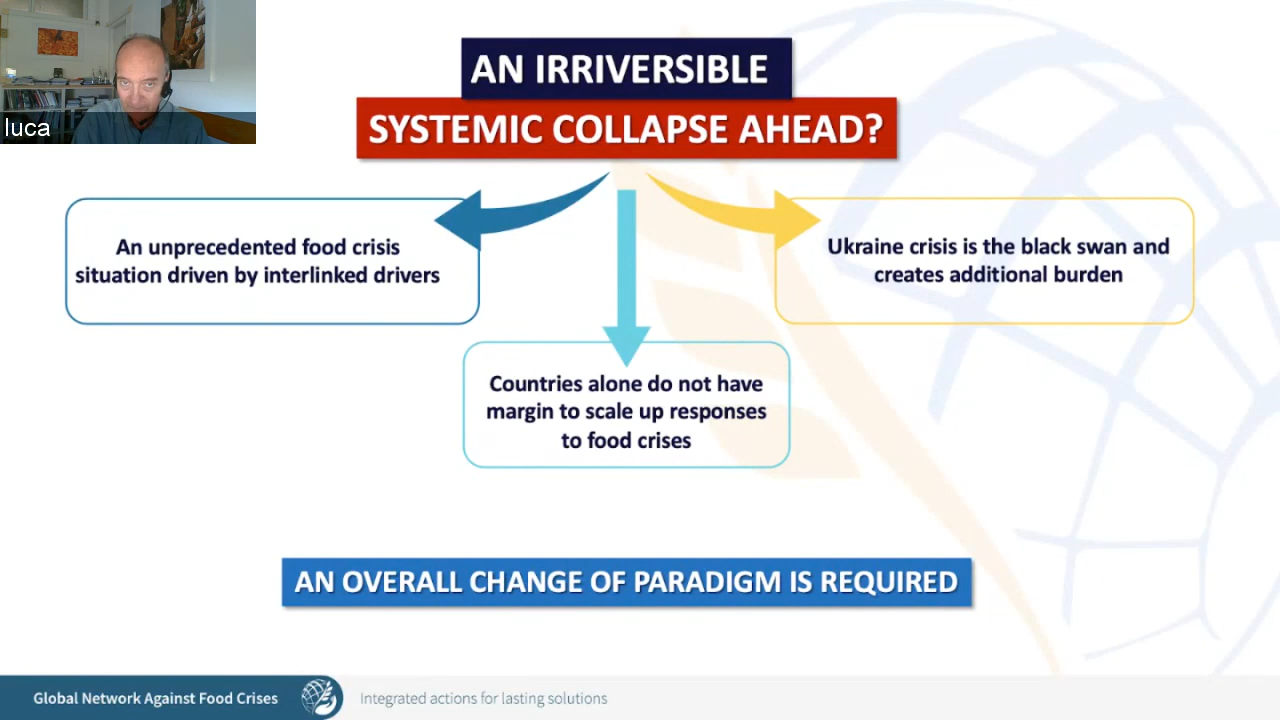 luca
AN IRRIVERSIBLE
SYSTEMIC COLLAPSE AHEAD?
An unprecedented food crisis
situation driven by interlinked drivers
Ukraine crisis is the black swan and
creates additional burden
Countries alone do not have
margin to scale up responses
to food crises
AN OVERALL CHANGE OF PARADIGM IS REQUIRED
Global Network Against Food Crises
Integrated actions for lasting solutions